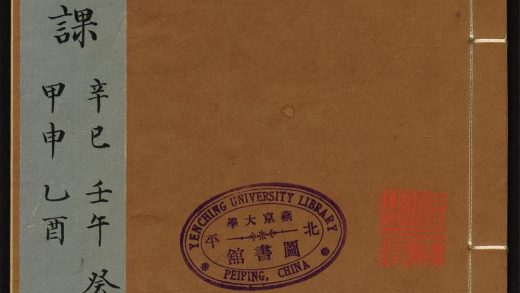 課
辛巳 壬午 癸
甲申 乙酉
YENCHING UNIVERSITY LIBRARY
燕京大學
北平
圖書館
PEIPING, CHINA